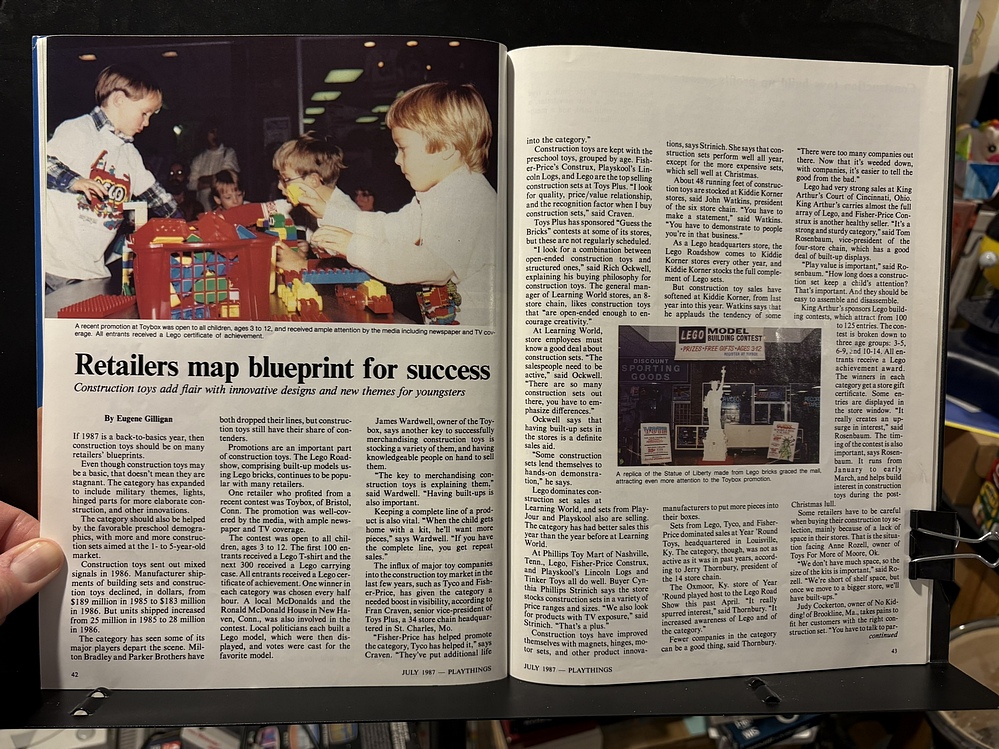 A recent promotion at Toybox was open to all children, ages 3 to 12, and received ample attention by the media including newspaper and TV cov-
erage. All entrants received a Lego certificate of achievement.
Retailers map blueprint for success
Construction toys add flair with innovative designs and new themes for youngsters
By Eugene Gilligan
If 1987 is a back-to-basics year, then
construction toys should be on many
retailers' blueprints.
Even though construction toys may
be a basic, that doesn't mean they are
stagnant. The category has expanded
to include military themes, lights,
hinged parts for more elaborate con-
struction, and other innovations.
The category should also be helped
by the favorable preschool demogra-
phics, with more and more construc-
tion sets aimed at the 1- to 5-year-old
market.
Construction toys sent out mixed
signals in 1986. Manufacturer ship-
ments of building sets and construc-
tion toys declined, in dollars, from
$189 million in 1985 to $183 million
in 1986. But units shipped increased
from 25 million in 1985 to 28 million
in 1986.
The category has seen some of its
major players depart the scene. Mil-
ton Bradley and Parker Brothers have
both dropped their lines, but construc-
tion toys still have their share of con-
tenders.
Promotions are an important part
of construction toys. The Lego Road-
show, comprising built-up models us-
ing Lego bricks, continues to be popu-
lar with many retailers.
One retailer who profited from a
recent contest was Toybox, of Bristol,
Conn. The promotion was well-cov-
ered by the media, with ample news-
paper and TV coverage.
The contest was open to all chil-
dren, ages 3 to 12. The first 100 en-
trants received a Lego T-shirt and the
next 300 received a Lego carrying
case. All entrants received a Lego cer-
tificate of achievement. One winner in
each category was chosen every half
hour. A local McDonalds and the
Ronald McDonald House in New Ha-
ven, Conn., was also involved in the
contest. Local politicians each built a
Lego model, which were then dis-
played, and votes were cast for the
favorite model.
James Wardwell, owner of the Toy-
box, says another key to successfully
merchandising construction toys is
stocking a variety of them, and having
knowledgeable people on hand to sell
them.
"The key to merchandising con-
struction toys is explaining them,"
said Wardwell. "Having built-ups is
also important.
Keeping a complete line of a prod-
uct is also vital. "When the child gets
home with a kit, he'll want more
pieces," says Wardwell. "If you have
the complete line, you get repeat
sales."
The influx of major toy companies
into the construction toy market in the
last few years, such as Tyco and Fish-
er-Price, has given the category a
needed boost in visibility, according to
Fran Craven, senior vice-president of
Toys Plus, a 34 store chain headquar-
tered in St. Charles, Mo.
"Fisher-Price has helped promote
the category, Tyco has helped it," says
Craven. "They've put additional life
42
JULY 1987 — PLAYTHINGS
into the category."
Construction toys are kept with the
preschool toys, grouped by age. Fish-
er-Price's Construx, Playskool's Lin-
coln Logs, and Lego are the top selling
construction sets at Toys Plus. "I look
for quality, price/value relationship,
and the recognition factor when I buy
construction sets," said Craven.
Toys Plus has sponsored "Guess the
Bricks" contests at some of its stores,
but these are not regularly scheduled.
"I look for a combination between
open-ended construction toys and
structured ones," said Rich Ockwell,
explaining his buying philosophy for
construction toys. The general man-
ager of Learning World stores, an 8-
store chain, likes construction toys
that "are open-ended enough to en-
courage creativity."
At Learning World,
store employees must
know a good deal about
construction sets. "The
salespeople need to be
active," said Ockwell.
"There are so many
construction sets out
there, you have to em-
phasize differences."
Ockwell says that
having built-up sets in
the stores is a definite
sales aid.
"Some construction
sets lend themselves to
hands-on demonstra-
tion," he says.
Lego dominates con-
struction set sales at
Learning World, and sets from Play-
Jour and Playskool also are selling.
The category has had better sales this
year than the year before at Learning
World.
At Phillips Toy Mart of Nashville,
Tenn., Lego, Fisher-Price Construx,
and Playskool's Lincoln Logs and
Tinker Toys all do well. Buyer Cyn-
thia Phillips Strinich says the store
stocks construction sets in a variety of
price ranges and sizes. "We also look
for products with TV exposure," said
Strinich. "That's a plus."
Construction toys have improved
themselves with magnets, hinges, mo-
tor sets, and other product innova-
tions, says Strinich. She says that con-
struction sets perform well all year,
except for the more expensive sets,
which sell well at Christmas.
About 48 running feet of construc-
tion toys are stocked at Kiddie Korner
stores, said John Watkins, president
of the six store chain. "You have to
make a statement," said Watkins.
"You have to demonstrate to people
you're in that business."
As a Lego headquarters store, the
Lego Roadshow comes to Kiddie
Korner stores every other year, and
Kiddie Korner stocks the full comple-
ment of Lego sets.
But construction toy sales have
softened at Kiddie Korner, from last
year into this year. Watkins says that
he applauds the tendency of some
LEGO MODEL
BUILDING CONTEST
PRIZES·FREE GIFTS·AGES 3-12
DISCOUNT
SPORTING
GOODS
A replica of the Statue of Liberty made from Lego bricks graced the mall,
attracting even more attention to the Toybox promotion.
manufacturers to put more pieces into
their boxes.
Sets from Lego, Tyco, and Fisher-
Price dominated sales at Year 'Round
Toys, headquartered in Louisville,
Ky. The category, though, was not as
active as it was in past years, accord-
ing to Jerry Thornbury, president of
the 14 store chain.
The Oxmoor, Ky. store of Year
'Round played host to the Lego Road
Show this past April. "It really
spurred interest," said Thornbury. "It
increased awareness of Lego and of
the category."
Fewer companies in the category
can be a good thing, said Thornbury.
"There were too many companies out
there. Now that it's weeded down,
with companies, it's easier to tell the
good from the bad."
Lego had very strong sales at King
Arthur's Court of Cincinnati, Ohio.
King Arthur's carries almost the full
array of Lego, and Fisher-Price Con-
strux is another healthy seller. "It's a
strong and sturdy category," said Tom
Rosenbaum, vice-president of the
four-store chain, which has a good
deal of built-up displays.
"Play value is important," said Ro-
senbaum. "How long does a construc-
tion set keep a child's attention?
That's important. And they should be
easy to assemble and disassemble.
King Arthur's sponsors Lego build-
ing contests, which attract from 100
to 125 entries. The con-
test is broken down to
three age groups: 3-5,
6-9, and 10-14. All en-
trants receive a Lego
achievement award.
The winners in each
category get a store gift
certificate. Some en-
tries are displayed in
the store window. "It
really creates an up-
surge in interest," said
Rosenbaum. The tim-
ing of the contest is also
important, says Rosen-
baum. It runs from
January to early
March, and helps build
interest in construction
toys during the post-
Christmas lull.
Some retailers have to be careful
when buying their construction toy se-
lection, mainly because of a lack of
space in their stores. That is the situa-
tion facing Anne Rozell, owner of
Toys For More of Moore, Ok.
"We don't have much space, so the
size of the kits is important," said Ro-
zell. "We're short of shelf space, but
once we move to a bigger store, we'll
have built-ups."
Judy Cockerton, owner of No Kid-
ding! of Brookline, Ma., takes pains to
fit her customers with the right con-
struction set. "You have to talk to par-
continued
JULY 1987 — PLAYTHINGS
43